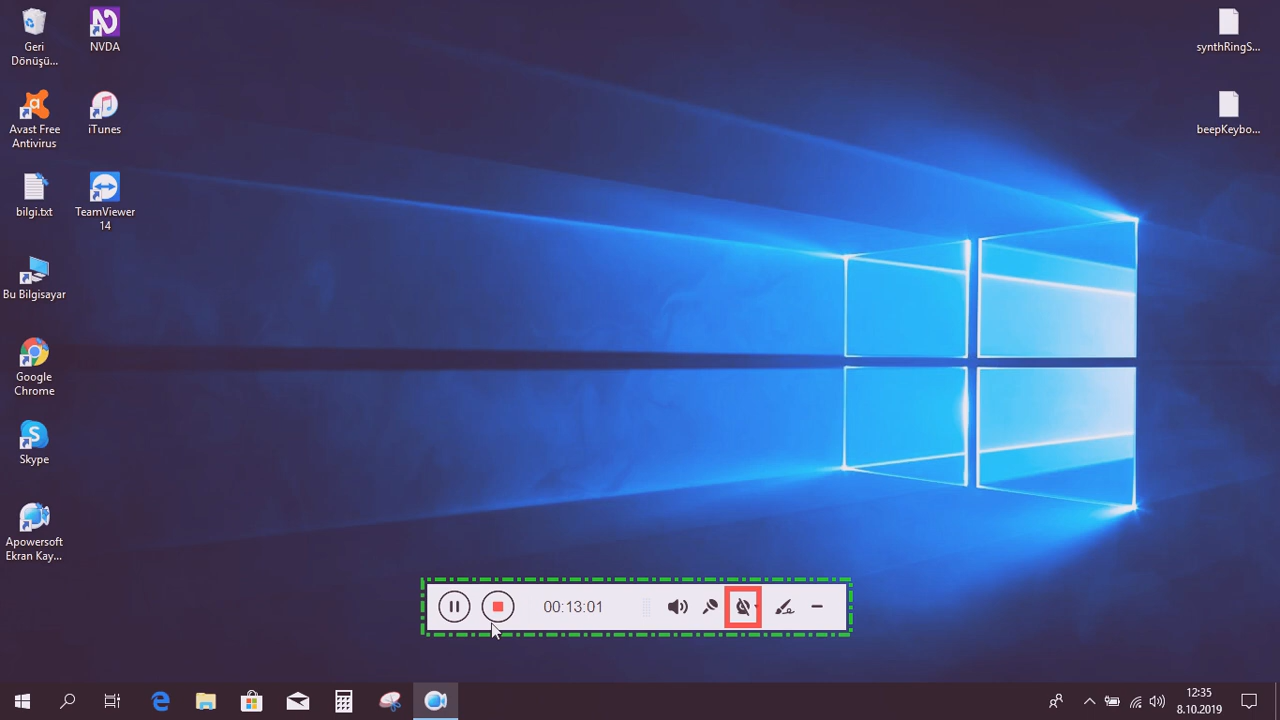 Geri
Dönüşü...
NVDA
Avast Free
Antivirus
iTunes
bilgi.txt
TeamViewer
14
Bu Bilgisayar
Google
Chrome
Skype
Apowersoft
Ekran Kay...
synthRingS...
beepKeybo...
00:13:01
12:35
8.10.2019